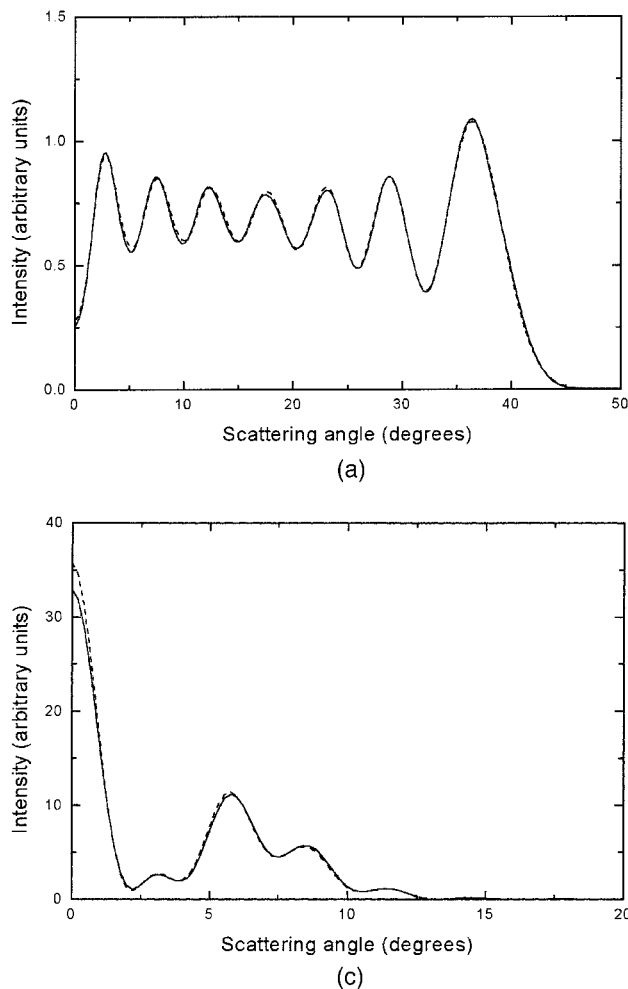 1.5
1.0
0.5
0.0
Intensity (arbitrary units)
0 10 20 30 40 50
Scattering angle (degrees)
(a)
40
30
20
10
0
Intensity (arbitrary units)
0 5 10 15 20
Scattering angle (degrees)
(c)